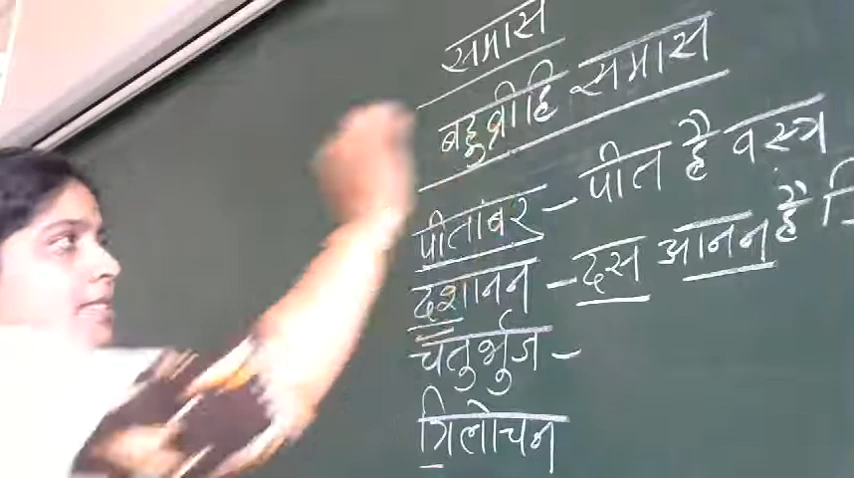 समास
बहुव्रीहि समास
पीतांबर – पीत है वस्त्र
दशानन – दस आनन है
चतुर्भुज –
त्रिलोचन